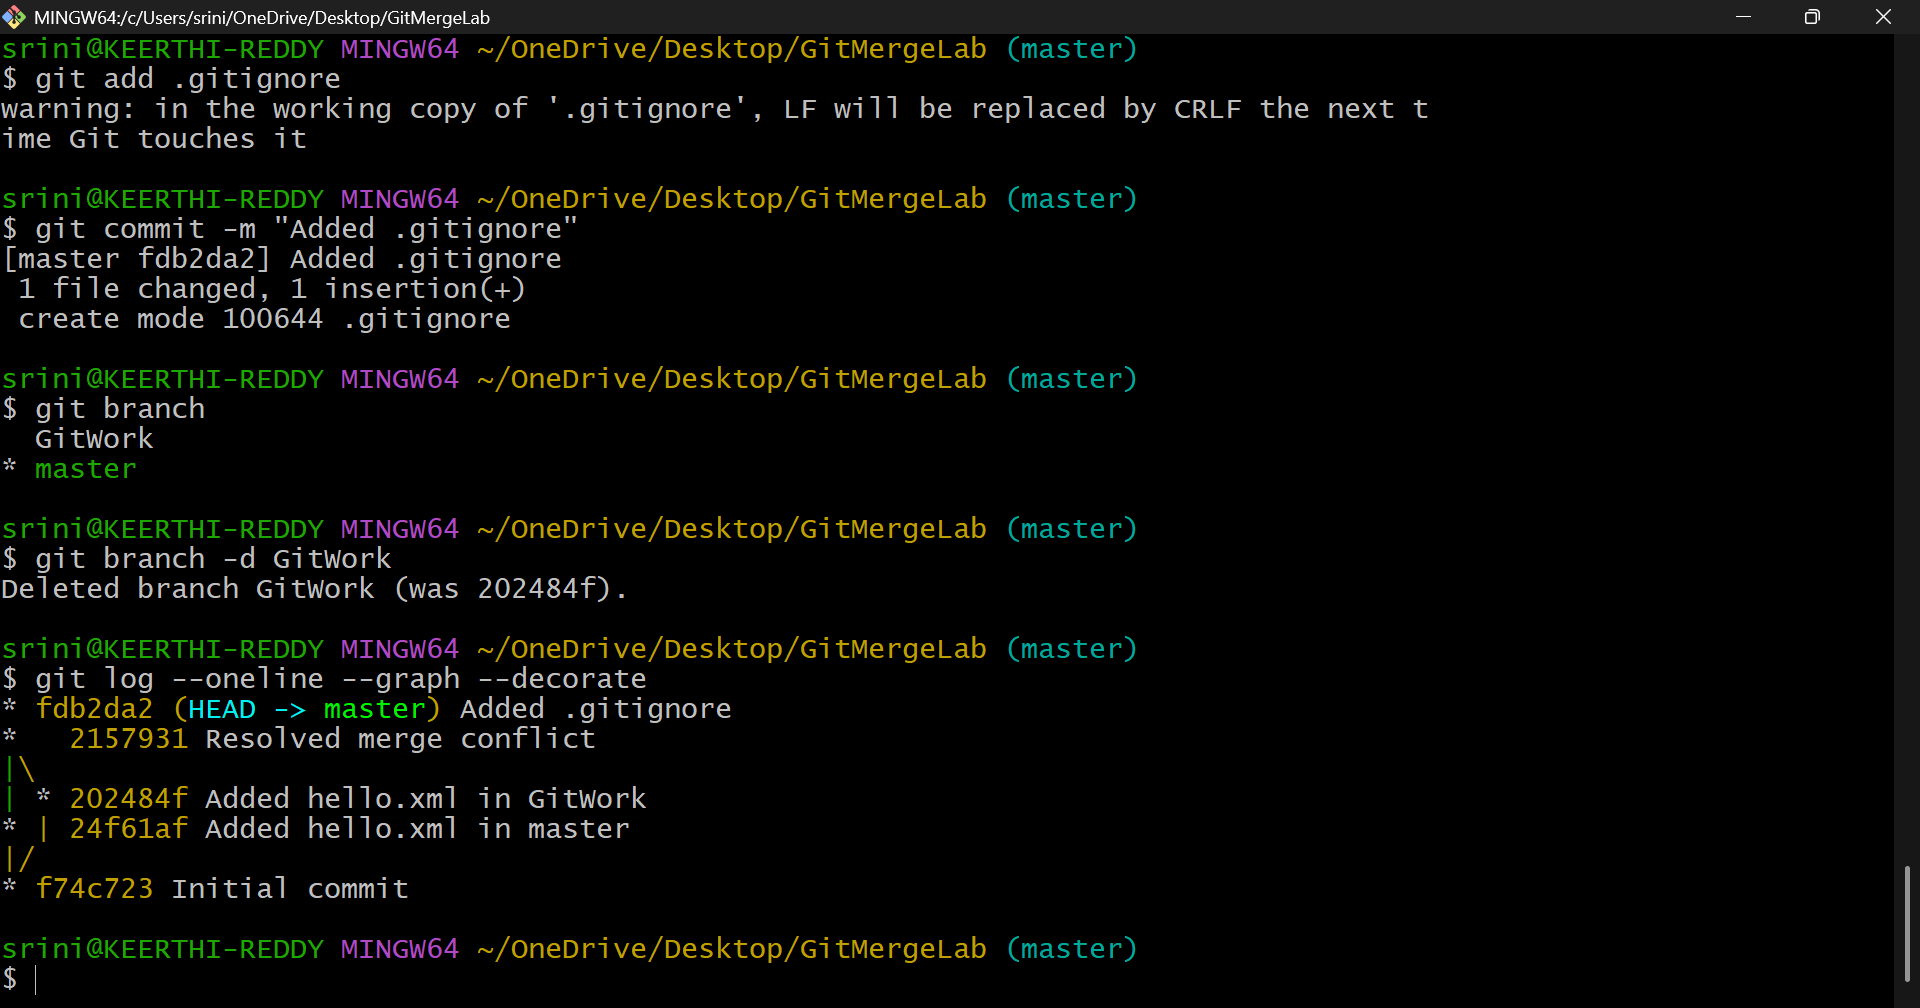 MINGW64:/c/Users/srini/OneDrive/Desktop/GitMergeLab
srini@KEERTHI-REDDY MINGW64 ~/OneDrive/Desktop/GitMergeLab (master)
$ git add .gitignore
warning: in the working copy of '.gitignore', LF will be replaced by CRLF the next t
ime Git touches it
srini@KEERTHI-REDDY MINGW64 ~/OneDrive/Desktop/GitMergeLab (master)
$ git commit -m "Added .gitignore"
[master fdb2da2] Added .gitignore
 1 file changed, 1 insertion(+)
 create mode 100644 .gitignore
srini@KEERTHI-REDDY MINGW64 ~/OneDrive/Desktop/GitMergeLab (master)
$ git branch
  GitWork
* master
srini@KEERTHI-REDDY MINGW64 ~/OneDrive/Desktop/GitMergeLab (master)
$ git branch -d GitWork
Deleted branch GitWork (was 202484f).
srini@KEERTHI-REDDY MINGW64 ~/OneDrive/Desktop/GitMergeLab (master)
$ git log --oneline --graph --decorate
* fdb2da2 (HEAD -> master) Added .gitignore
*   2157931 Resolved merge conflict
|\
| * 202484f Added hello.xml in GitWork
* | 24f61af Added hello.xml in master
|/
* f74c723 Initial commit
srini@KEERTHI-REDDY MINGW64 ~/OneDrive/Desktop/GitMergeLab (master)
$